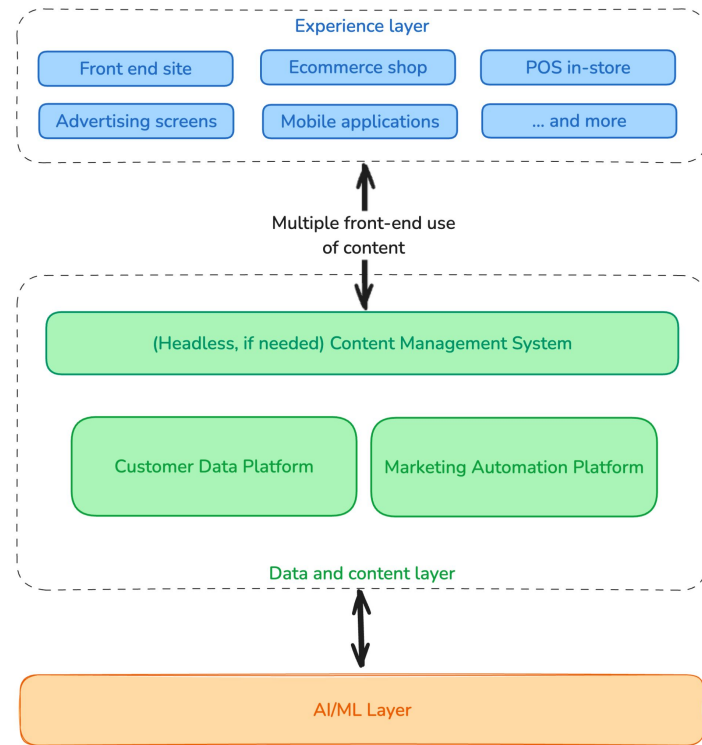 Experience layer
Front end site
Ecommerce shop
POS in-store
Advertising screens
Mobile applications
... and more
Multiple front-end use
of content
(Headless, if needed) Content Management System
Customer Data Platform
Marketing Automation Platform
Data and content layer
AI/ML Layer